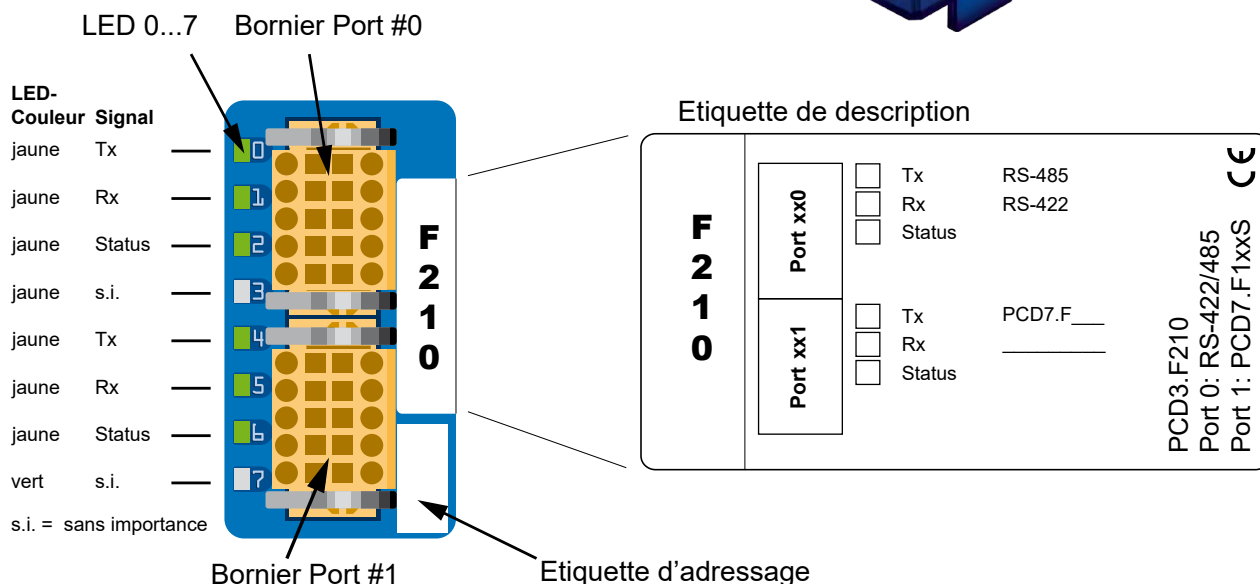 LED 0...7
Bornier Port #0
LED-
Couleur Signal
jaune Tx
jaune Rx
jaune Status
jaune s.i.
jaune Tx
jaune Rx
jaune Status
vert s.i.
s.i. = sans importance
0
1
2
3
4
5
6
7
F
2
1
0
Bornier Port #1
Etiquette d'adressage
Etiquette de description
F
2
1
0
Port xx0
Tx RS-485
Rx RS-422
Status
Port xx1
Tx PCD7.F___
Rx __________
Status
PCD3.F210
Port 0: RS-422/485
Port 1: PCD7.F1xxS
CE